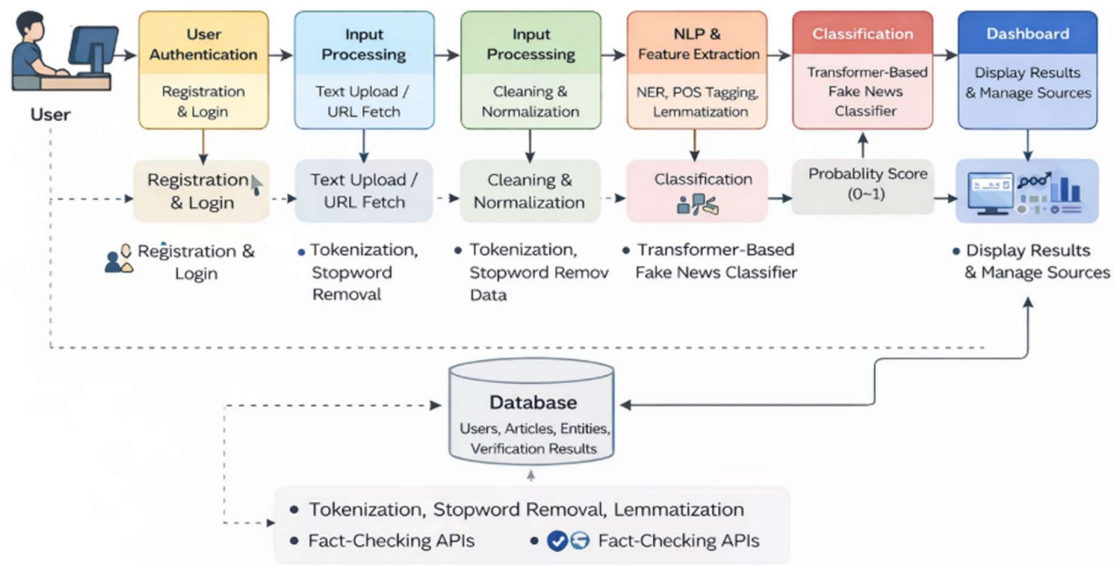 User
Authentication
Registration
& Login
Input
Processing
Text Upload /
URL Fetch
Input
Processsing
Cleaning &
Normalization
NLP &
Feature Extraction
NER, POS Tagging,
Lemmatization
Classification
Transformer-Based
Fake News
Classifier
Dashboard
Display Results
& Manage Sources
User
Registration
& Login
Text Upload /
URL Fetch
Cleaning &
Normalization
Classification
Probablity Score
(0~1)
Registration &
Login
• Tokenization,
Stopword
Removal
• Tokenization,
Stopword Remov
Data
• Transformer-Based
Fake News Classifier
• Display Results
& Manage Sources
Database
Users, Articles, Entities,
Verification Results
• Tokenization, Stopword Removal, Lemmatization
• Fact-Checking APIs
• Fact-Checking APIs